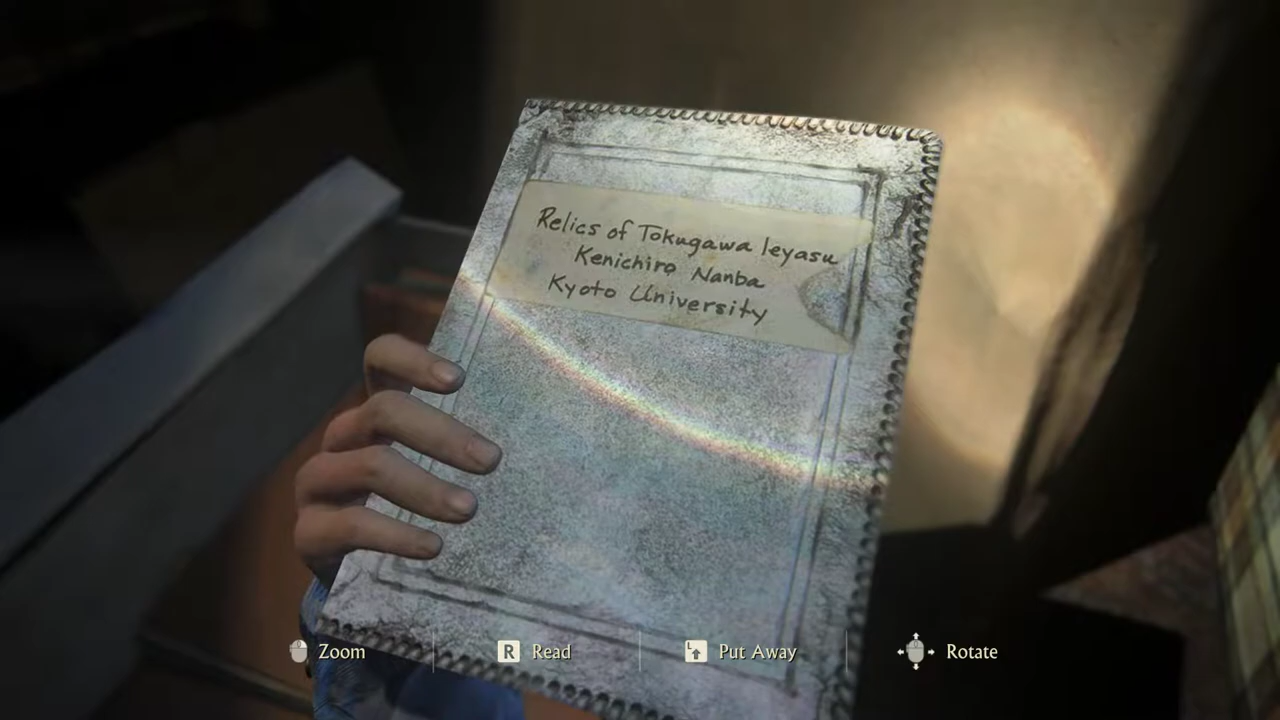 Relics of Tokugawa Ieyasu
Kenichiro Nanba
Kyoto University
Zoom
R Read
L Put Away
Rotate